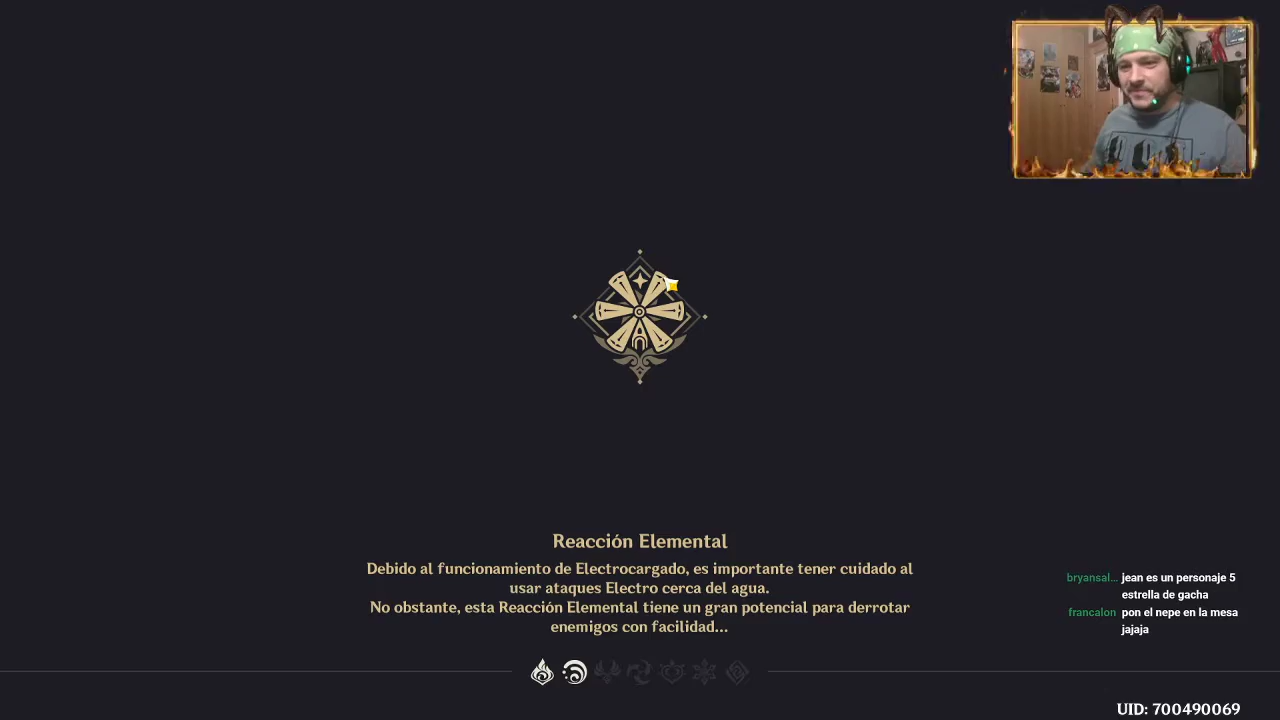 Reacción Elemental
Debido al funcionamiento de Electrocargado, es importante tener cuidado al
usar ataques Electro cerca del agua.
No obstante, esta Reacción Elemental tiene un gran potencial para derrotar
enemigos con facilidad...
bryansal... jean es un personaje 5
estrella de gacha
francalon pon el nepe en la mesa
jajaja
UID: 700490069